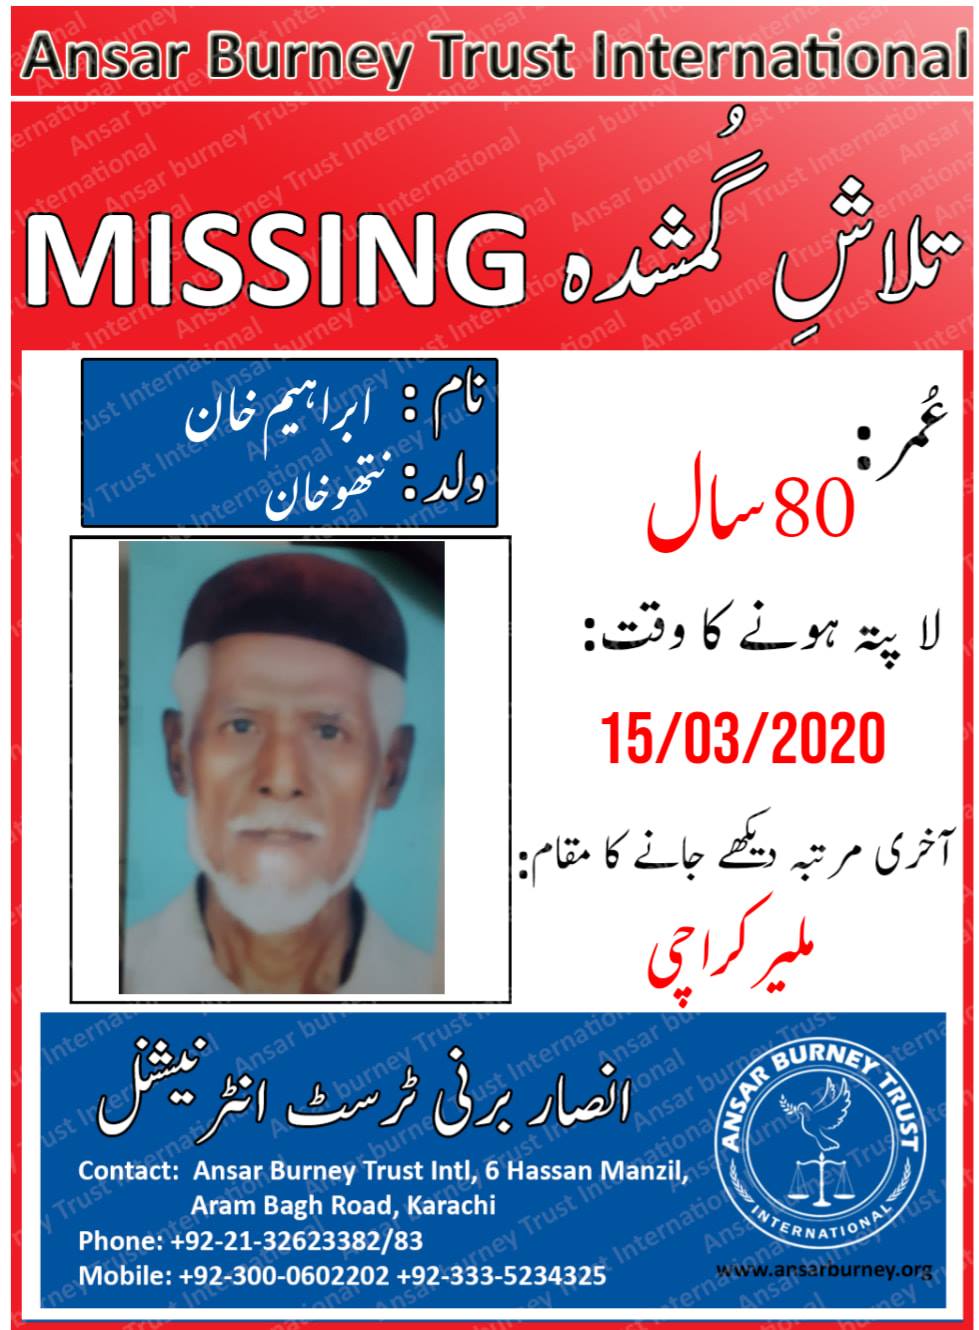 Ansar Burney Trust International
MISSING تلاشِ گُمشدہ
نام : ابراہیم خان
ولد: نتھو خان
عُمر:
80 سال
لا پتہ ہونے کا وقت:
15/03/2020
آخری مرتبہ دیکھے جانے کا مقام:
ملیر کراچی
انصار برنی ٹرسٹ انٹرنیشنل
Contact: Ansar Burney Trust Intl, 6 Hassan Manzil,
Aram Bagh Road, Karachi
Phone: +92-21-32623382/83
Mobile: +92-300-0602202 +92-333-5234325
ANSAR BURNEY TRUST
INTERNATIONAL
www.ansarburney.org